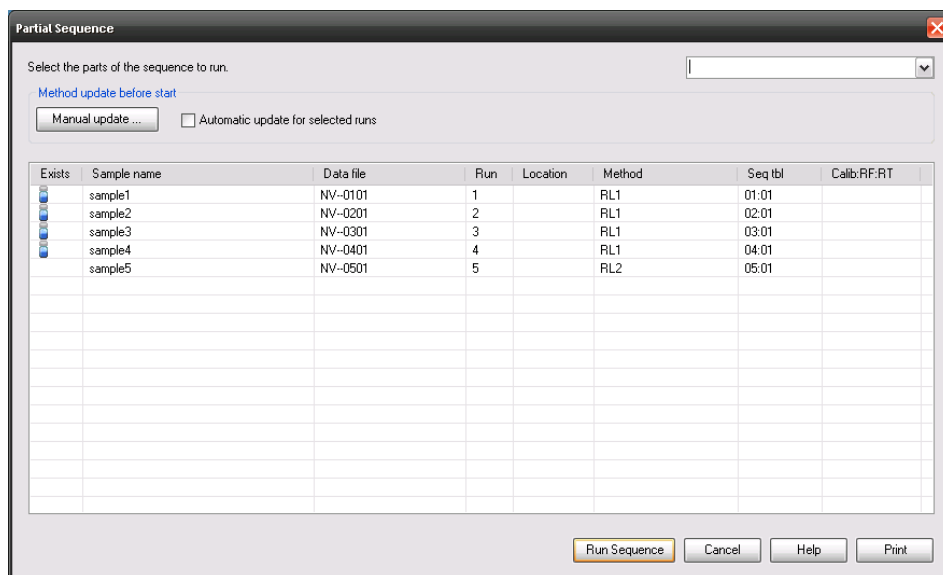 Partial Sequence
Select the parts of the sequence to run.
Method update before start
Manual update ...
Automatic update for selected runs
Exists Sample name Data file Run Location Method Seq tbl Calib:RF:RT
sample1 NV--0101 1 RL1 01:01
sample2 NV--0201 2 RL1 02:01
sample3 NV--0301 3 RL1 03:01
sample4 NV--0401 4 RL1 04:01
sample5 NV--0501 5 RL2 05:01
Run Sequence Cancel Help Print